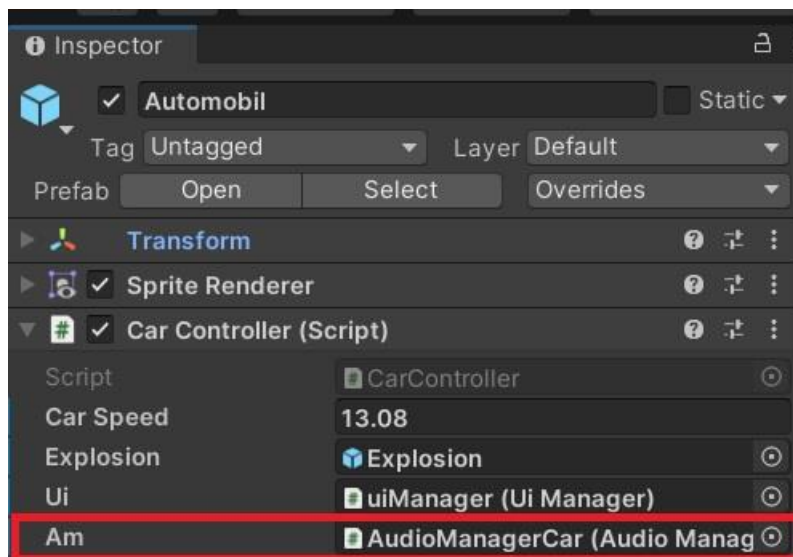 Inspector
Automobil Static
Tag Untagged Layer Default
Prefab Open Select Overrides
Transform
Sprite Renderer
# Car Controller (Script)
Script # CarController
Car Speed 13.08
Explosion Explosion
Ui # uiManager (Ui Manager)
Am # AudioManagerCar (Audio Manag